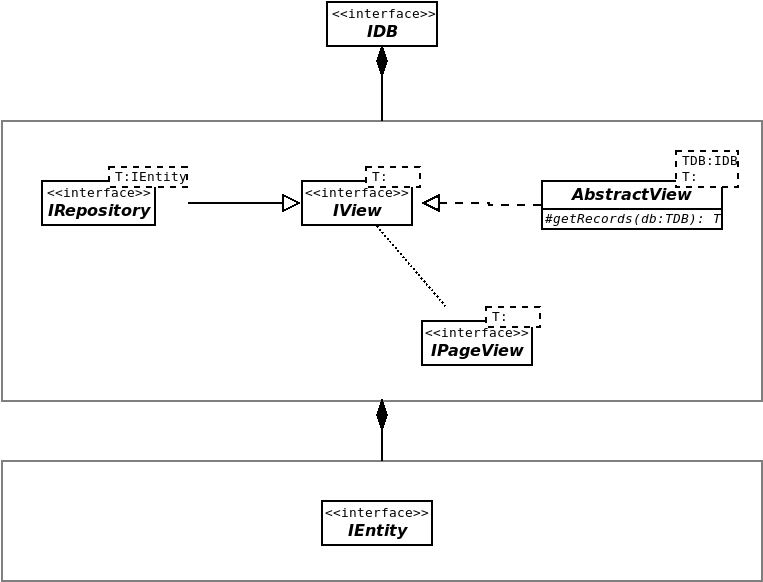 <<interface>>
IDB
T:IEntity
<<interface>>
IRepository
T:
<<interface>>
IView
TDB:IDB
T:
AbstractView
#getRecords(db:TDB): T
T:
<<interface>>
IPageView
<<interface>>
IEntity